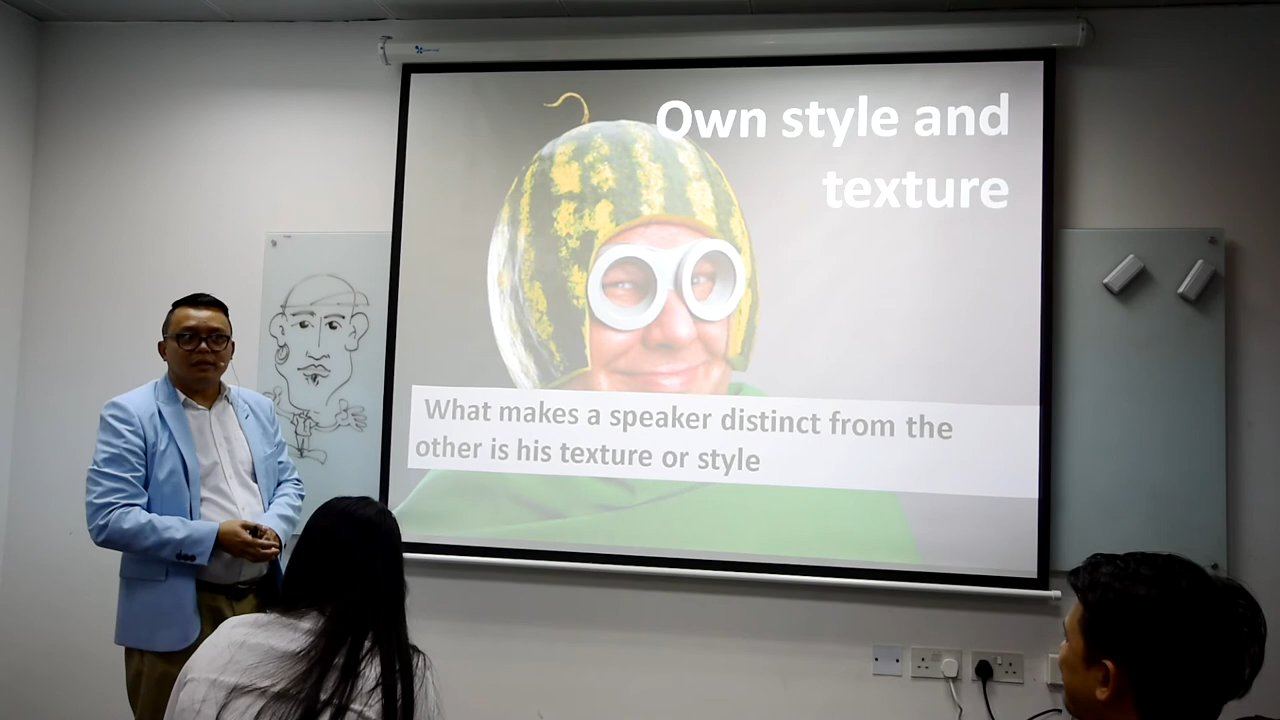 Own style and
texture
What makes a speaker distinct from the
other is his texture or style